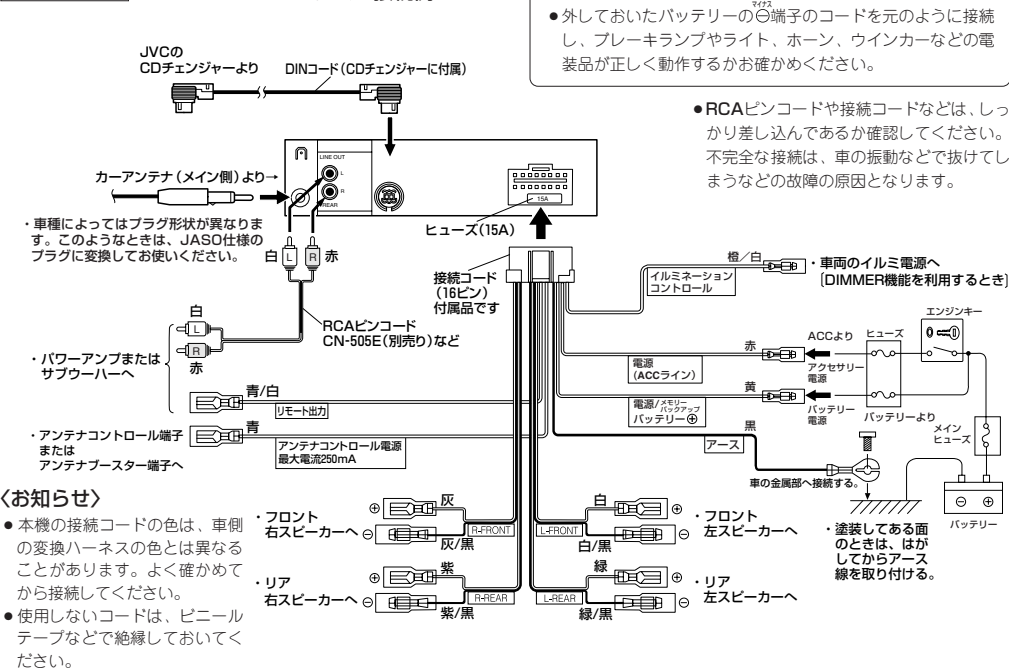 ●外しておいたバッテリーの⊖端子のコードを元のように接続
マイナス
し、ブレーキランプやライト、ホーン、ウインカーなどの電
装品が正しく動作するかお確かめください。
●RCAピンコードや接続コードなどは、しっ
かり差し込んであるか確認してください。
不完全な接続は、車の振動などで抜けてし
まうなどの故障の原因となります。
JVCの
CDチェンジャーより
DINコード(CDチェンジャーに付属)
LINE OUT
L
R
REAR
15A
カーアンテナ(メイン側)より→
・車種によってはプラグ形状が異なりま
す。このようなときは、JASO仕様の
プラグに変換してお使いください。
白 L R 赤
ヒューズ(15A)
接続コード
(16ピン)
付属品です
橙/白
イルミネーション
コントロール
・車両のイルミ電源へ
[DIMMER機能を利用するとき]
白
L
R
赤
RCAピンコード
CN-505E(別売り)など
・パワーアンプまたは
サブウーハーへ
青/白
リモート出力
・アンテナコントロール端子
または
アンテナブースター端子へ
青
アンテナコントロール電源
最大電流250mA
赤
電源
(ACCライン)
ACCより
アクセサリー
電源
ヒューズ
エンジンキー
黄
電源/メモリーバックアップ
バッテリー⊕
バッテリー
電源
バッテリーより
メイン
ヒューズ
黒
アース
車の金属部へ接続する。
⊖ ⊕
バッテリー
・塗装してある面
のときは、はが
してからアース
線を取り付ける。
〈お知らせ〉
●本機の接続コードの色は、車側
の変換ハーネスの色とは異なる
ことがあります。よく確かめて
から接続してください。
●使用しないコードは、ビニール
テープなどで絶縁しておいてく
ださい。
・フロント
右スピーカーへ
⊕ 灰
R-FRONT
⊖ 灰/黒
・リア
右スピーカーへ
⊕ 紫
R-REAR
⊖ 紫/黒
白 ⊕
L-FRONT
白/黒 ⊖
・フロント
左スピーカーへ
緑 ⊕
L-REAR
緑/黒 ⊖
・リア
左スピーカーへ